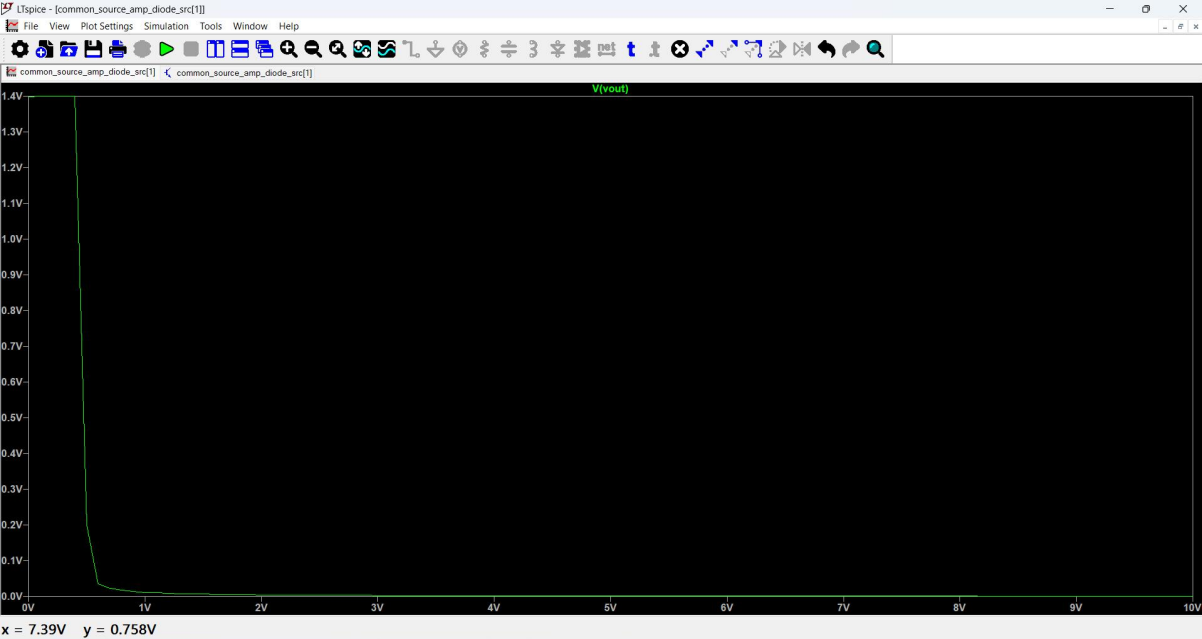 LTspice - [common_source_amp_diode_src[1]]
File View Plot Settings Simulation Tools Window Help
common_source_amp_diode_src[1] common_source_amp_diode_src[1]
V(vout)
1.4V
1.3V
1.2V
1.1V
1.0V
0.9V
0.8V
0.7V
0.6V
0.5V
0.4V
0.3V
0.2V
0.1V
0.0V
0V 1V 2V 3V 4V 5V 6V 7V 8V 9V 10V
x = 7.39V y = 0.758V